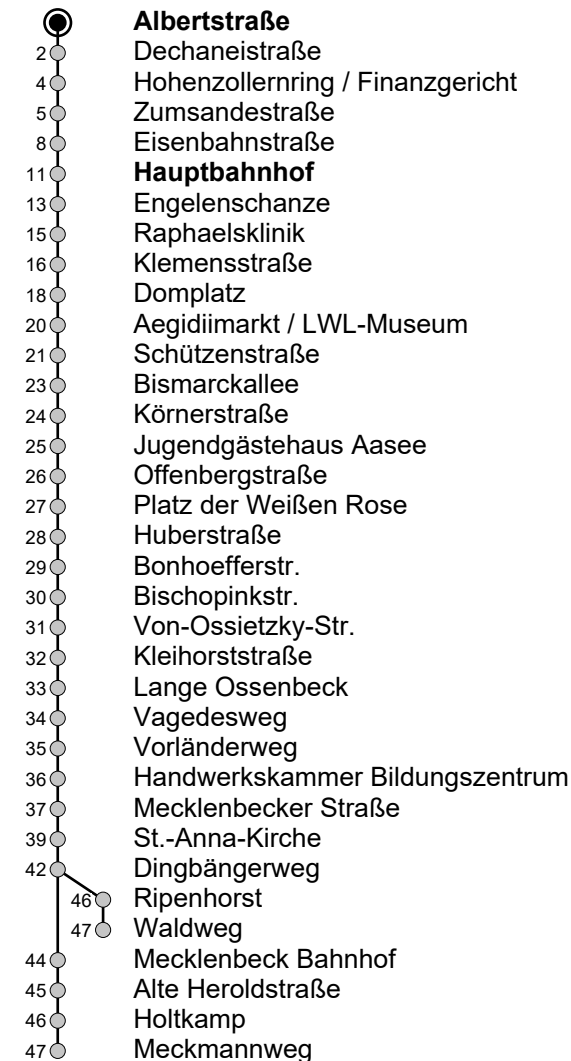 Albertstraße
2 Dechaneistraße
4 Hohenzollernring / Finanzgericht
5 Zumsandestraße
8 Eisenbahnstraße
11 Hauptbahnhof
13 Engelenschanze
15 Raphaelsklinik
16 Klemensstraße
18 Domplatz
20 Aegidiimarkt / LWL-Museum
21 Schützenstraße
23 Bismarckallee
24 Körnerstraße
25 Jugendgästehaus Aasee
26 Offenbergstraße
27 Platz der Weißen Rose
28 Huberstraße
29 Bonhoefferstr.
30 Bischopinkstr.
31 Von-Ossietzky-Str.
32 Kleihorststraße
33 Lange Ossenbeck
34 Vagedesweg
35 Vorländerweg
36 Handwerkskammer Bildungszentrum
37 Mecklenbecker Straße
39 St.-Anna-Kirche
42 Dingbängerweg
46 Ripenhorst
47 Waldweg
44 Mecklenbeck Bahnhof
45 Alte Heroldstraße
46 Holtkamp
47 Meckmannweg